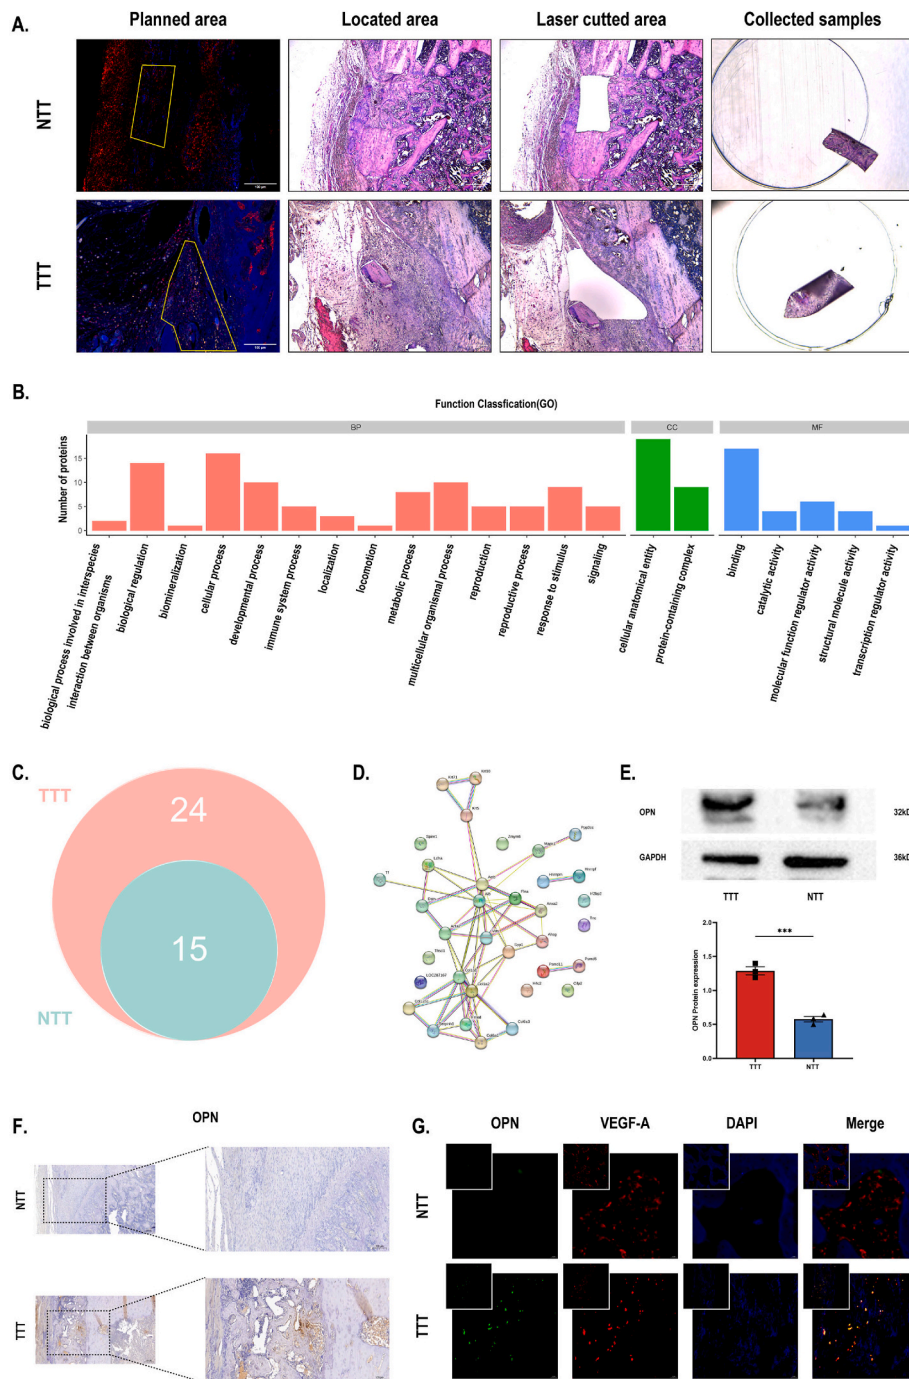 A.
Planned area
Located area
Laser cutted area
Collected samples
NTT
TTT
B.
Function Classfication(GO)
BP
CC
MF
Number of proteins
15
10
5
0
biological process involved in interspecies
interaction between organisms
biological regulation
biomineralization
cellular process
developmental process
immune system process
localization
locomotion
metabolic process
multicellular organismal process
reproduction
reproductive process
response to stimulus
signaling
cellular anatomical entity
protein-containing complex
binding
catalytic activity
molecular function regulator activity
structural molecule activity
transcription regulator activity
C.
TTT
24
15
NTT
D.
E.
OPN
32kD
GAPDH
36kD
TTT
NTT
OPN Protein expression
2.0
1.5
1.0
0.5
0.0
***
TTT
NTT
F.
OPN
NTT
TTT
G.
OPN
VEGF-A
DAPI
Merge
NTT
TTT